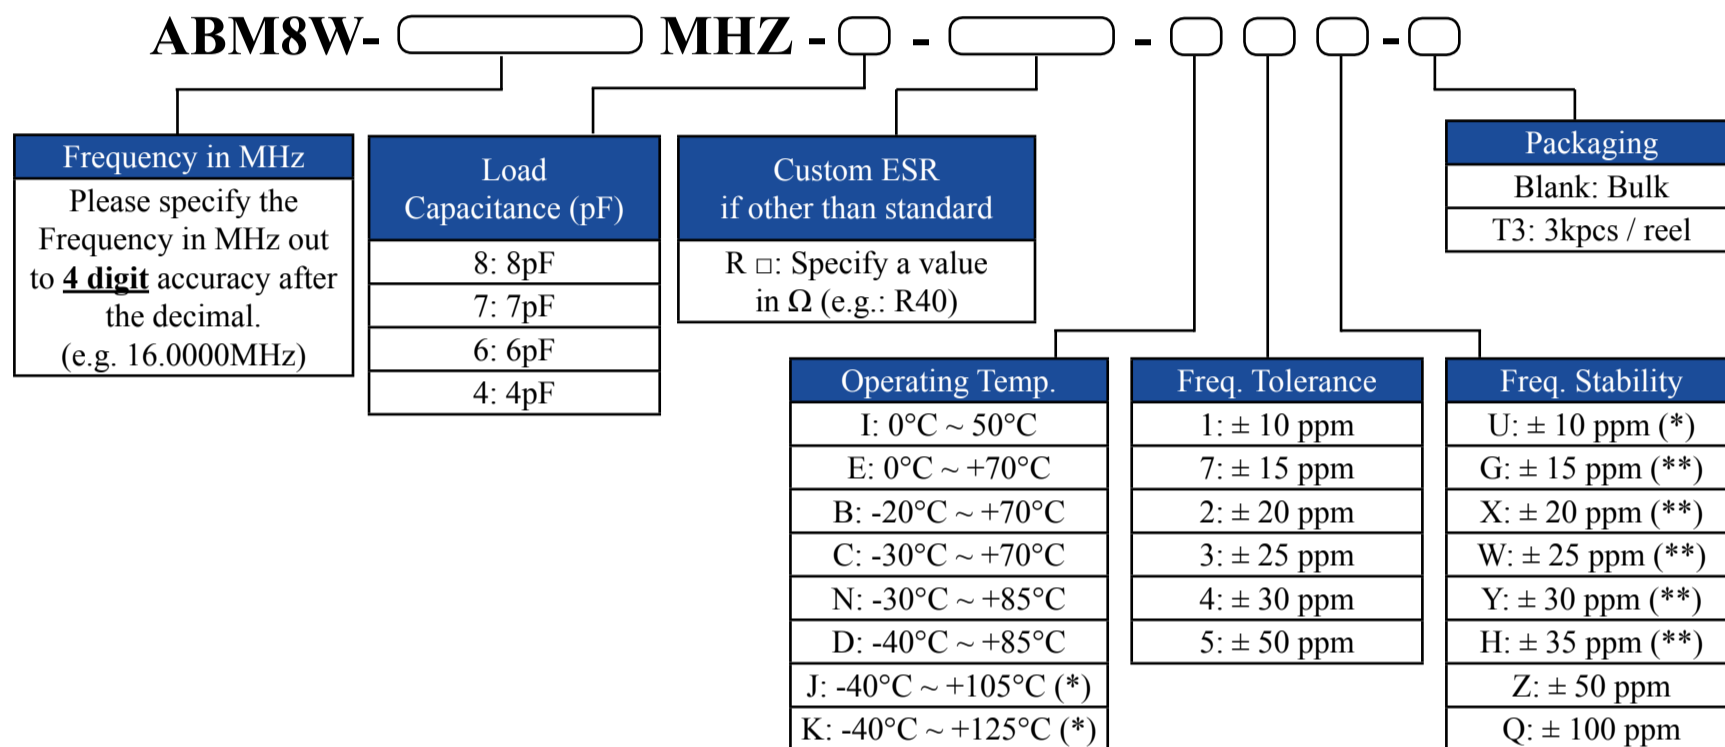 ABM8W- MHZ - - - -
Frequency in MHz
Please specify the
Frequency in MHz out
to 4 digit accuracy after
the decimal.
(e.g. 16.0000MHz)
Load
Capacitance (pF)
8: 8pF
7: 7pF
6: 6pF
4: 4pF
Custom ESR
if other than standard
R □: Specify a value
in Ω (e.g.: R40)
Packaging
Blank: Bulk
T3: 3kpcs / reel
Operating Temp.
I: 0°C ~ 50°C
E: 0°C ~ +70°C
B: -20°C ~ +70°C
C: -30°C ~ +70°C
N: -30°C ~ +85°C
D: -40°C ~ +85°C
J: -40°C ~ +105°C (*)
K: -40°C ~ +125°C (*)
Freq. Tolerance
1: ± 10 ppm
7: ± 15 ppm
2: ± 20 ppm
3: ± 25 ppm
4: ± 30 ppm
5: ± 50 ppm
Freq. Stability
U: ± 10 ppm (*)
G: ± 15 ppm (**)
X: ± 20 ppm (**)
W: ± 25 ppm (**)
Y: ± 30 ppm (**)
H: ± 35 ppm (**)
Z: ± 50 ppm
Q: ± 100 ppm